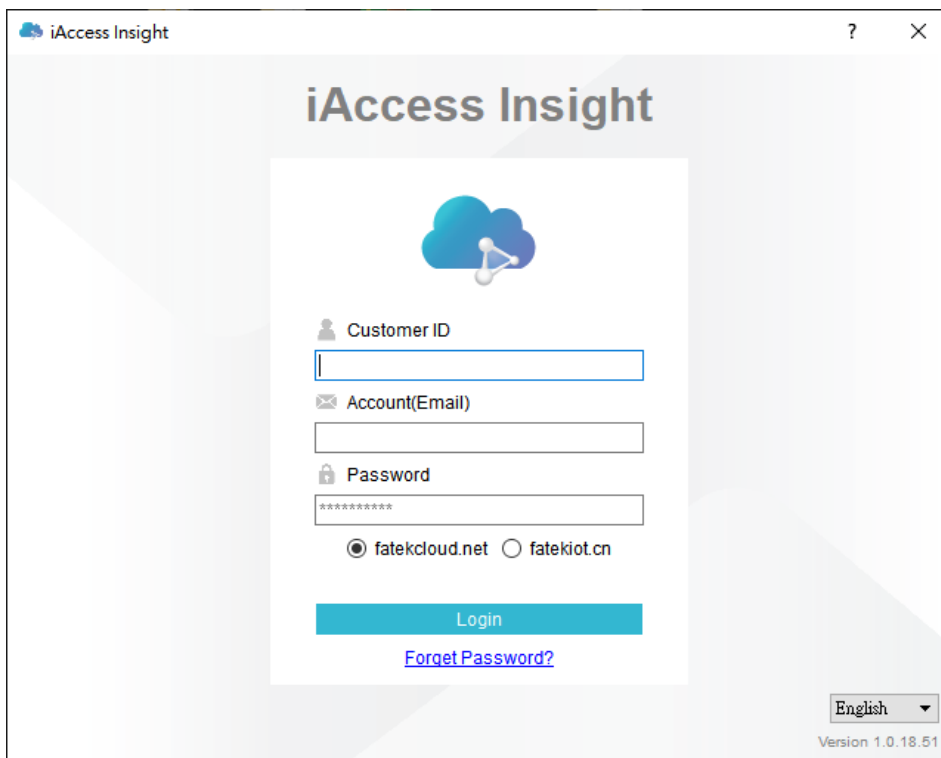 iAccess Insight
?
iAccess Insight
Customer ID
Account(Email)
Password
**********
fatekcloud.net fatekiot.cn
Login
Forget Password?
English
Version 1.0.18.51